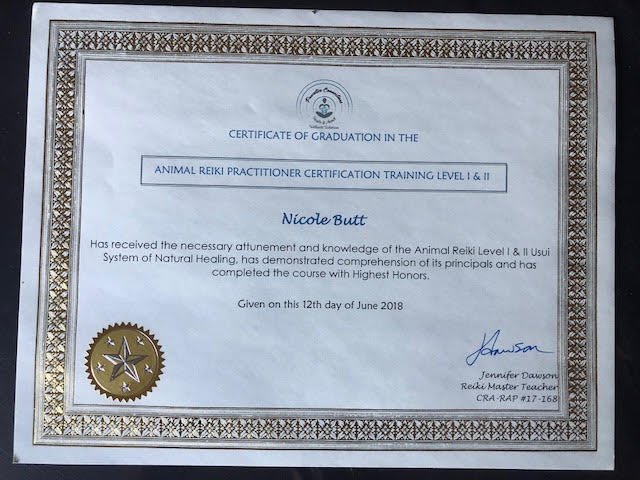 CERTIFICATE OF GRADUATION IN THE
ANIMAL REIKI PRACTITIONER CERTIFICATION TRAINING LEVEL I & II
Nicole Butt
Has received the necessary attunement and knowledge of the Animal Reiki Level I & II Usui
System of Natural Healing, has demonstrated comprehension of its principals and has
completed the course with Highest Honors.
Given on this 12th day of June 2018
JDawson
Jennifer Dawson
Reiki Master Teacher
CRA-RAP #17-168